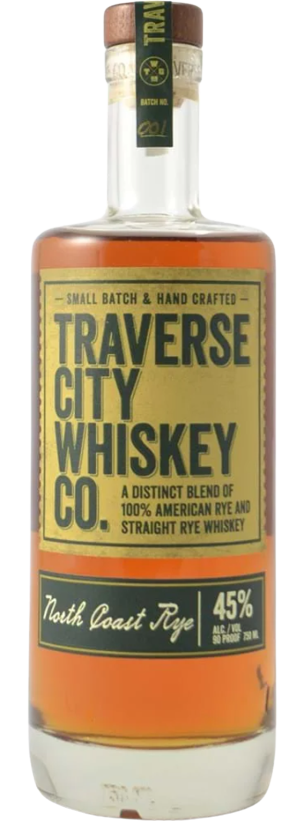 TRAV
BATCH NO.
001
— SMALL BATCH & HAND CRAFTED —
TRAVERSE
CITY
WHISKEY
CO.
A DISTINCT BLEND OF
100% AMERICAN RYE AND
STRAIGHT RYE WHISKEY
North Coast Rye
45%
ALC. / VOL.
90 PROOF 750 ML